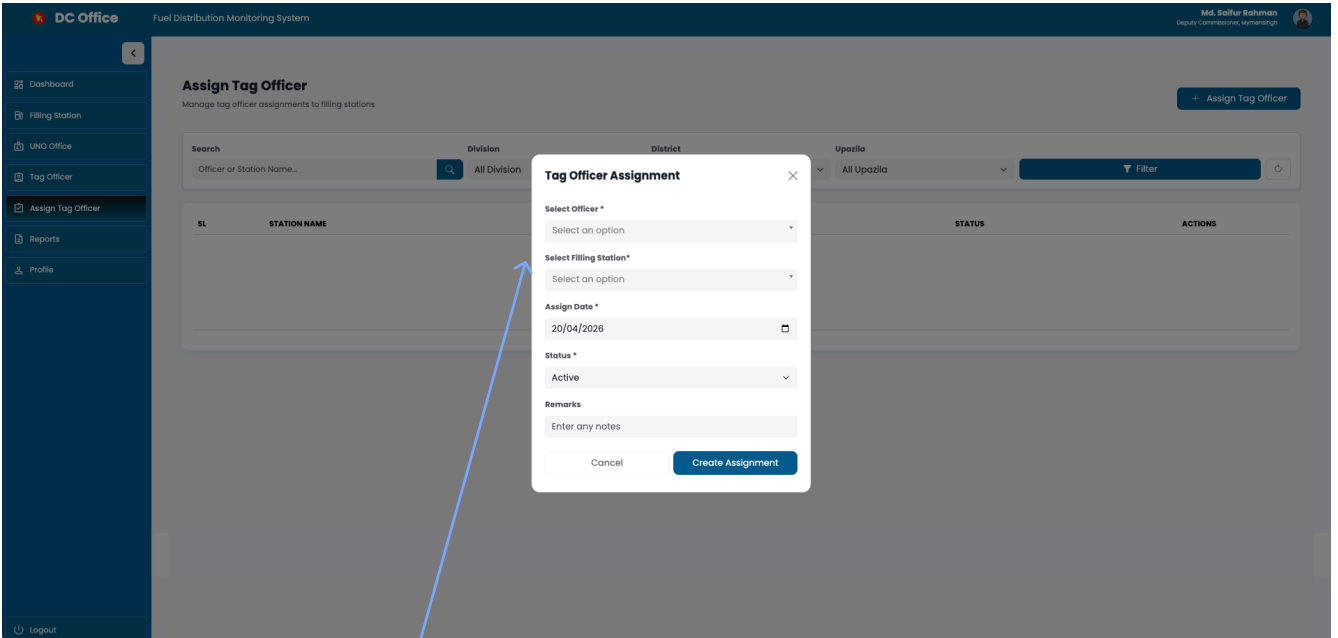 DC Office
Fuel Distribution Monitoring System
Md. Saifur Rahman
Deputy Commissioner, Mymensingh
Dashboard
Filling Station
UNO Office
Tag Officer
Assign Tag Officer
Reports
Profile
Logout
Assign Tag Officer
Manage tag officer assignments to filling stations
+ Assign Tag Officer
Search
Officer or Station Name...
Division
All Division
District
Upazila
All Upazila
Filter
SL
STATION NAME
STATUS
ACTIONS
Tag Officer Assignment
Select Officer *
Select an option
Select Filling Station*
Select an option
Assign Date *
20/04/2026
Status *
Active
Remarks
Enter any notes
Cancel
Create Assignment